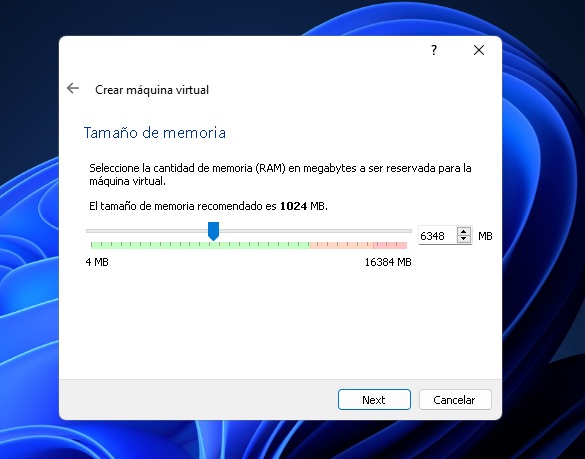 ?
Crear máquina virtual
Tamaño de memoria
Seleccione la cantidad de memoria (RAM) en megabytes a ser reservada para la
máquina virtual.
El tamaño de memoria recomendado es 1024 MB.
6348 MB
4 MB 16384 MB
Next Cancelar